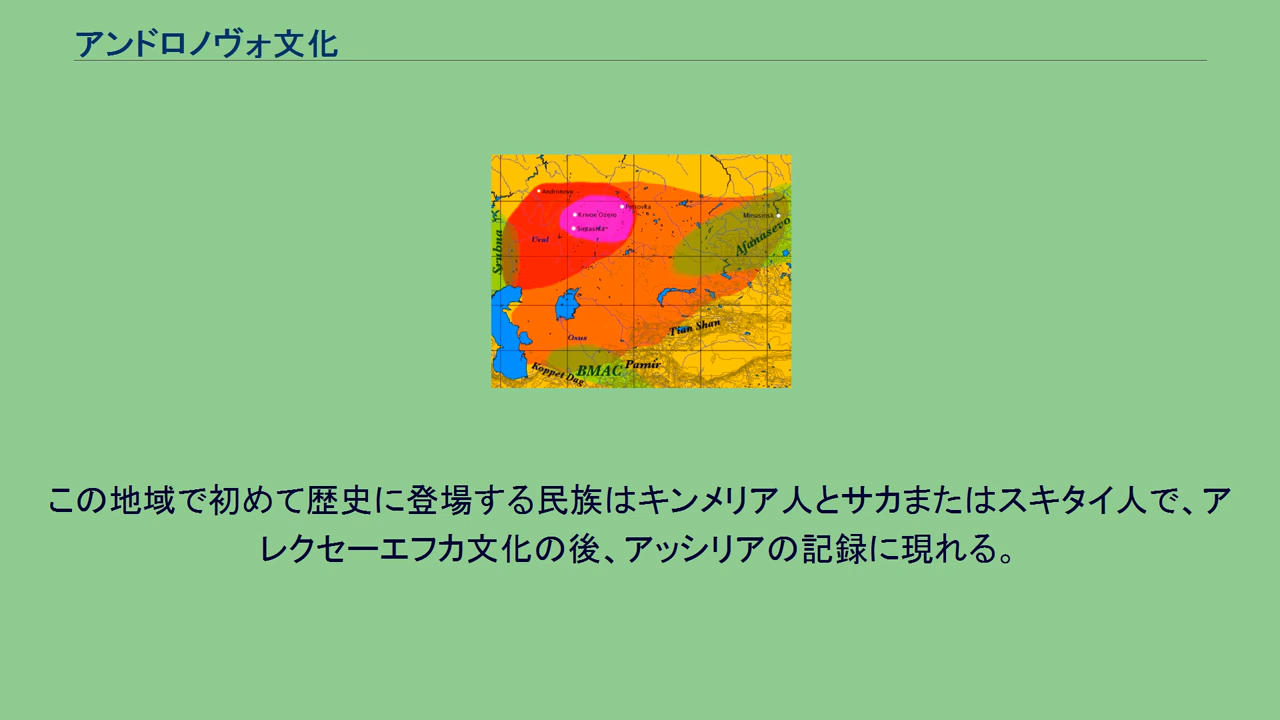 アンドロノヴォ文化
Andronovo
Petrovka
Krivoe Ozero
Sintashta
Minusinsk
Ural
Srubna
Afanasevo
Oxus
Tian Shan
Koppet Dag
BMAC
Pamir
この地域で初めて歴史に登場する民族はキンメリア人とサカまたはスキタイ人で、ア
レクセーエフカ文化の後、アッシリアの記録に現れる。